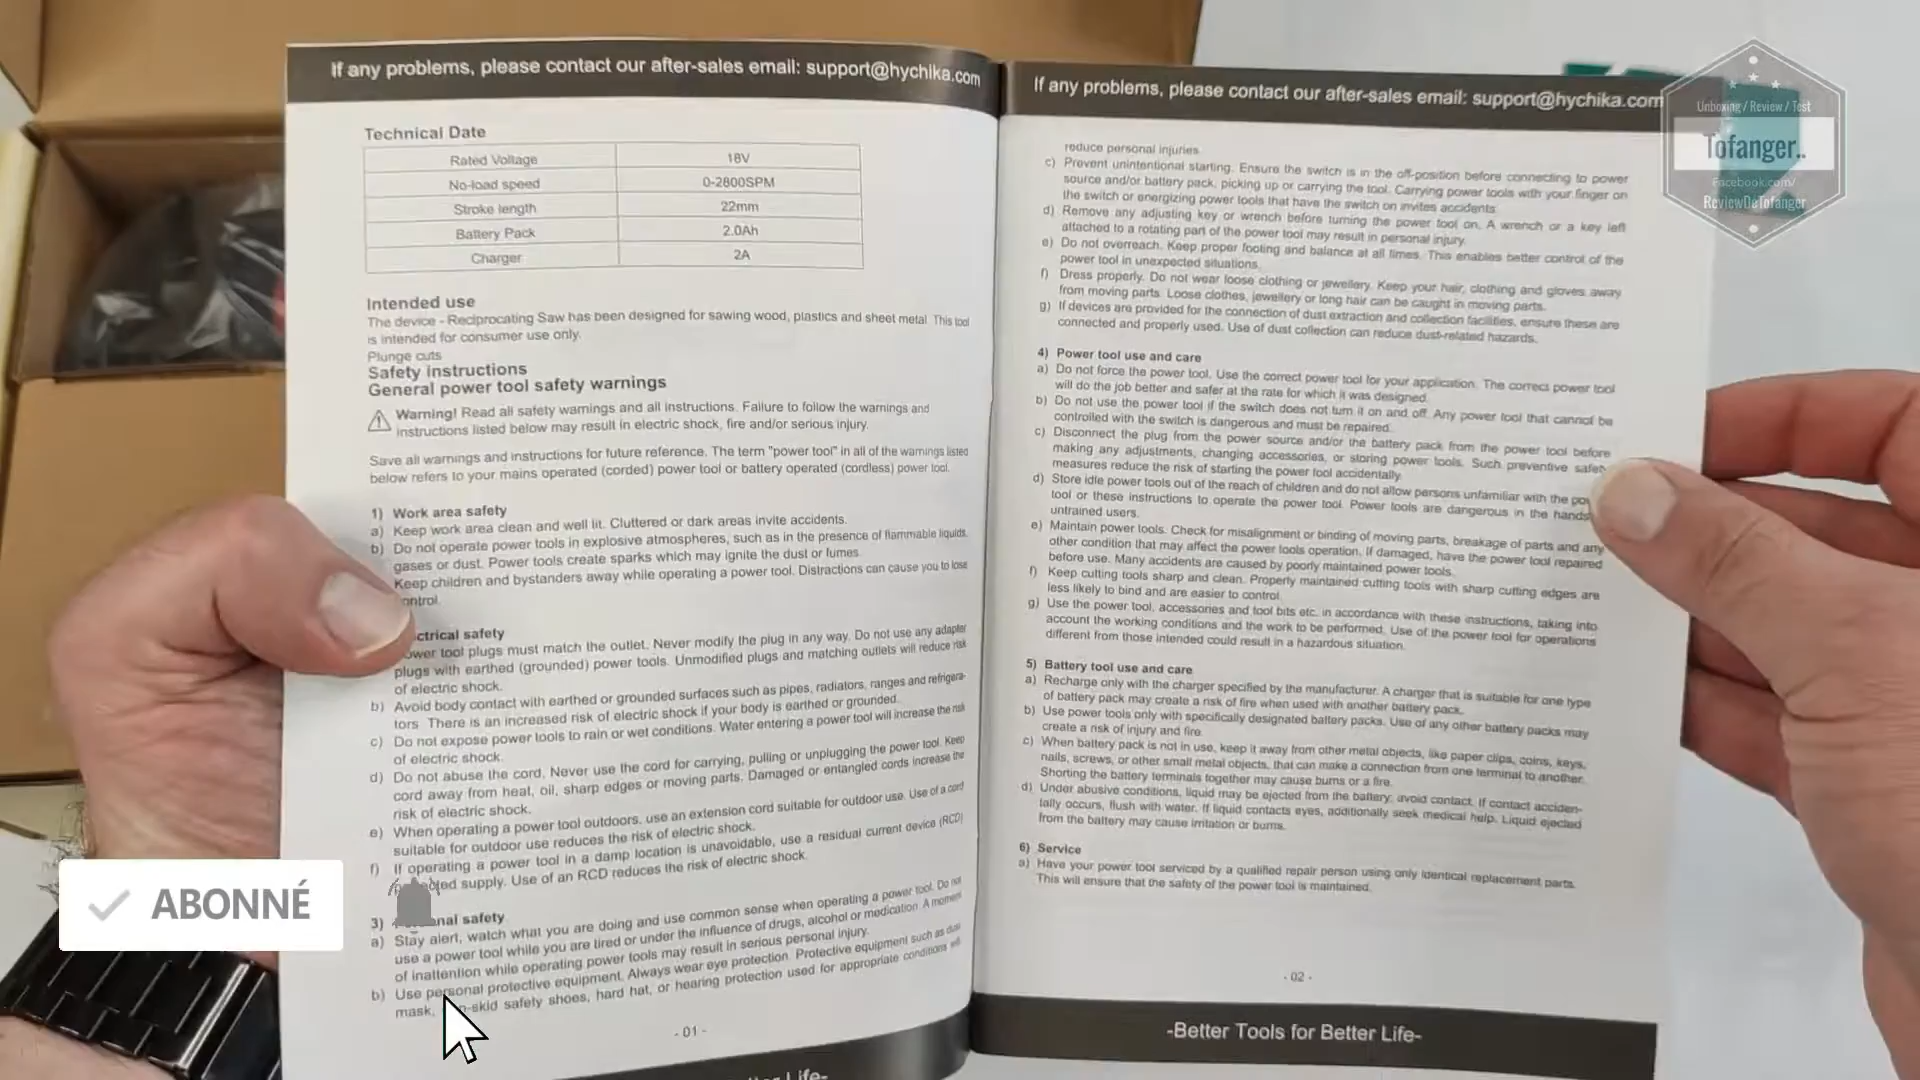 If any problems, please contact our after-sales email: support@hychika.com
Technical Date
Rated Voltage 18V
No-load speed 0-2800SPM
Stroke length 22mm
Battery Pack 2.0Ah
Charger 2A
Intended use
The device - Reciprocating Saw has been designed for sawing wood, plastics and sheet metal. This tool
is intended for consumer use only.
Plunge cuts
Safety instructions
General power tool safety warnings
Warning! Read all safety warnings and all instructions. Failure to follow the warnings and
instructions listed below may result in electric shock, fire and/or serious injury.
Save all warnings and instructions for future reference. The term "power tool" in all of the warnings listed
below refers to your mains operated (corded) power tool or battery operated (cordless) power tool.
1) Work area safety
a) Keep work area clean and well lit. Cluttered or dark areas invite accidents.
b) Do not operate power tools in explosive atmospheres, such as in the presence of flammable liquids,
gases or dust. Power tools create sparks which may ignite the dust or fumes.
Keep children and bystanders away while operating a power tool. Distractions can cause you to lose
ontrol.
ctrical safety
ower tool plugs must match the outlet. Never modify the plug in any way. Do not use any adapter
plugs with earthed (grounded) power tools. Unmodified plugs and matching outlets will reduce risk
of electric shock.
b) Avoid body contact with earthed or grounded surfaces such as pipes, radiators, ranges and refrigera-
tors. There is an increased risk of electric shock if your body is earthed or grounded.
c) Do not expose power tools to rain or wet conditions. Water entering a power tool will increase the risk
of electric shock.
d) Do not abuse the cord. Never use the cord for carrying, pulling or unplugging the power tool. Keep
cord away from heat, oil, sharp edges or moving parts. Damaged or entangled cords increase the
risk of electric shock.
e) When operating a power tool outdoors, use an extension cord suitable for outdoor use. Use of a cord
suitable for outdoor use reduces the risk of electric shock.
f) If operating a power tool in a damp location is unavoidable, use a residual current device (RCD)
cted supply. Use of an RCD reduces the risk of electric shock.
3) nal safety
a) Stay alert, watch what you are doing and use common sense when operating a power tool. Do not
use a power tool while you are tired or under the influence of drugs, alcohol or medication. A moment
of inattention while operating power tools may result in serious personal injury.
b) Use personal protective equipment. Always wear eye protection. Protective equipment such as dust
mask, n-skid safety shoes, hard hat, or hearing protection used for appropriate conditions will
- 01 -
Life-
If any problems, please contact our after-sales email: support@hychika.com
reduce personal injuries.
c) Prevent unintentional starting. Ensure the switch is in the off-position before connecting to power
source and/or battery pack, picking up or carrying the tool. Carrying power tools with your finger on
the switch or energizing power tools that have the switch on invites accidents.
d) Remove any adjusting key or wrench before turning the power tool on. A wrench or a key left
attached to a rotating part of the power tool may result in personal injury.
e) Do not overreach. Keep proper footing and balance at all times. This enables better control of the
power tool in unexpected situations.
f) Dress properly. Do not wear loose clothing or jewellery. Keep your hair, clothing and gloves away
from moving parts. Loose clothes, jewellery or long hair can be caught in moving parts.
g) If devices are provided for the connection of dust extraction and collection facilities, ensure these are
connected and properly used. Use of dust collection can reduce dust-related hazards.
4) Power tool use and care
a) Do not force the power tool. Use the correct power tool for your application. The correct power tool
will do the job better and safer at the rate for which it was designed.
b) Do not use the power tool if the switch does not turn it on and off. Any power tool that cannot be
controlled with the switch is dangerous and must be repaired.
c) Disconnect the plug from the power source and/or the battery pack from the power tool before
making any adjustments, changing accessories, or storing power tools. Such preventive safety
measures reduce the risk of starting the power tool accidentally.
d) Store idle power tools out of the reach of children and do not allow persons unfamiliar with the pow
tool or these instructions to operate the power tool. Power tools are dangerous in the hands
untrained users.
e) Maintain power tools. Check for misalignment or binding of moving parts, breakage of parts and any
other condition that may affect the power tools operation. If damaged, have the power tool repaired
before use. Many accidents are caused by poorly maintained power tools.
f) Keep cutting tools sharp and clean. Properly maintained cutting tools with sharp cutting edges are
less likely to bind and are easier to control.
g) Use the power tool, accessories and tool bits etc. in accordance with these instructions, taking into
account the working conditions and the work to be performed. Use of the power tool for operations
different from those intended could result in a hazardous situation.
5) Battery tool use and care
a) Recharge only with the charger specified by the manufacturer. A charger that is suitable for one type
of battery pack may create a risk of fire when used with another battery pack.
b) Use power tools only with specifically designated battery packs. Use of any other battery packs may
create a risk of injury and fire.
c) When battery pack is not in use, keep it away from other metal objects, like paper clips, coins, keys,
nails, screws, or other small metal objects, that can make a connection from one terminal to another.
Shorting the battery terminals together may cause burns or a fire.
d) Under abusive conditions, liquid may be ejected from the battery; avoid contact. If contact acciden-
tally occurs, flush with water. If liquid contacts eyes, additionally seek medical help. Liquid ejected
from the battery may cause irritation or burns.
6) Service
a) Have your power tool serviced by a qualified repair person using only identical replacement parts.
This will ensure that the safety of the power tool is maintained.
- 02 -
-Better Tools for Better Life-
Unboxing / Review / Test
Tofanger..
Facebook.com/
ReviewDeTofanger
ABONNÉ